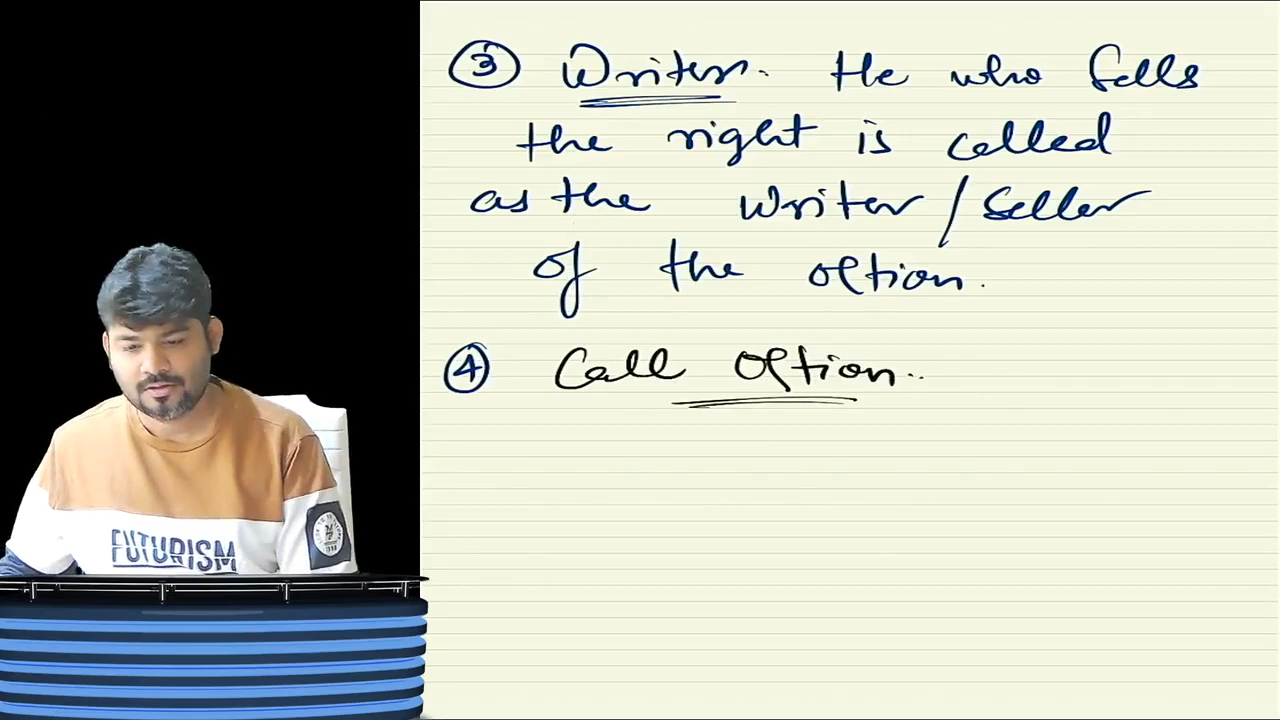 ③ Writer. He who sells
the right is called
as the writer / seller
of the option.
④ Call Option..
FUTURISM